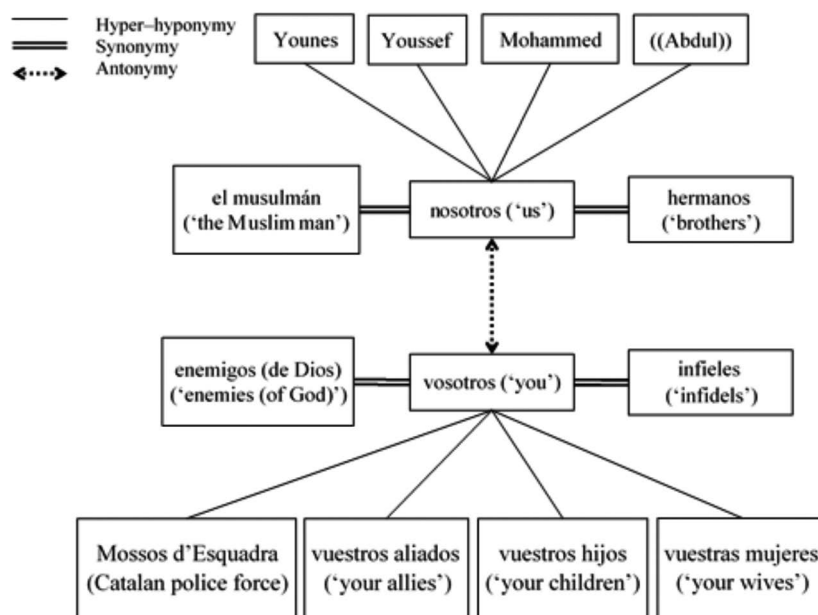 Hyper–hyponymy
Synonymy
Antonymy
Younes
Youssef
Mohammed
((Abdul))
el musulmán
(‘the Muslim man’)
nosotros (‘us’)
hermanos
(‘brothers’)
enemigos (de Dios)
(‘enemies (of God)’)
vosotros (‘you’)
infieles
(‘infidels’)
Mossos d’Esquadra
(Catalan police force)
vuestros aliados
(‘your allies’)
vuestros hijos
(‘your children’)
vuestras mujeres
(‘your wives’)